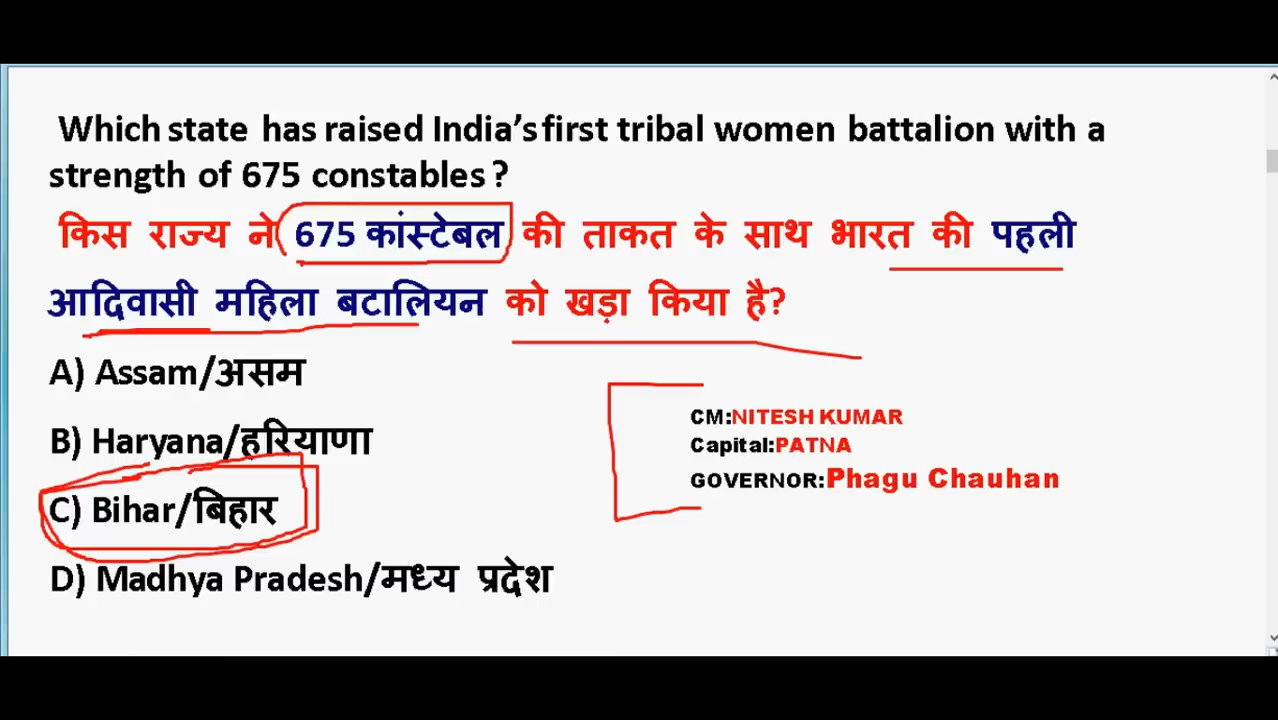 Which state has raised India's first tribal women battalion with a
strength of 675 constables ?
किस राज्य ने 675 कांस्टेबल की ताकत के साथ भारत की पहली
आदिवासी महिला बटालियन को खड़ा किया है?
A) Assam/असम
B) Haryana/हरियाणा
C) Bihar/बिहार
D) Madhya Pradesh/मध्य प्रदेश
CM:NITESH KUMAR
Capital:PATNA
GOVERNOR:Phagu Chauhan